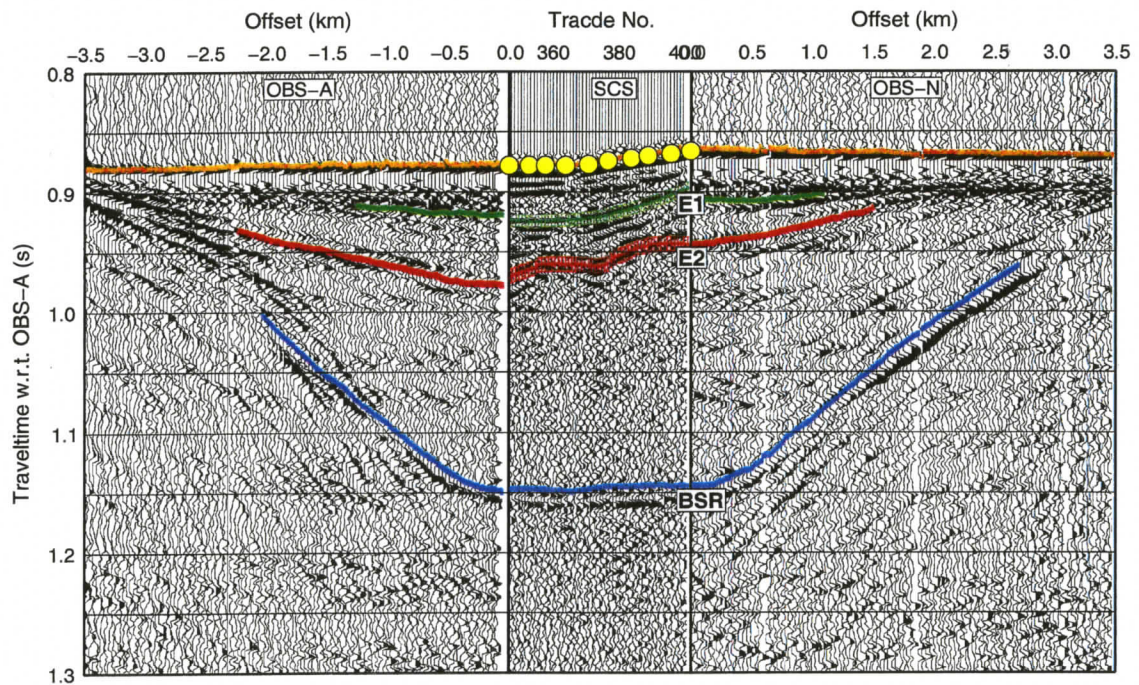 Offset (km) Tracde No. Offset (km)
−3.5 −3.0 −2.5 −2.0 −1.5 −1.0 −0.5 0.0 360 380 400 0.0 0.5 1.0 1.5 2.0 2.5 3.0 3.5
OBS−A SCS OBS−N
0.8
0.9
E1
E2
1.0
1.1
BSR
1.2
1.3
Traveltime w.r.t. OBS−A (s)